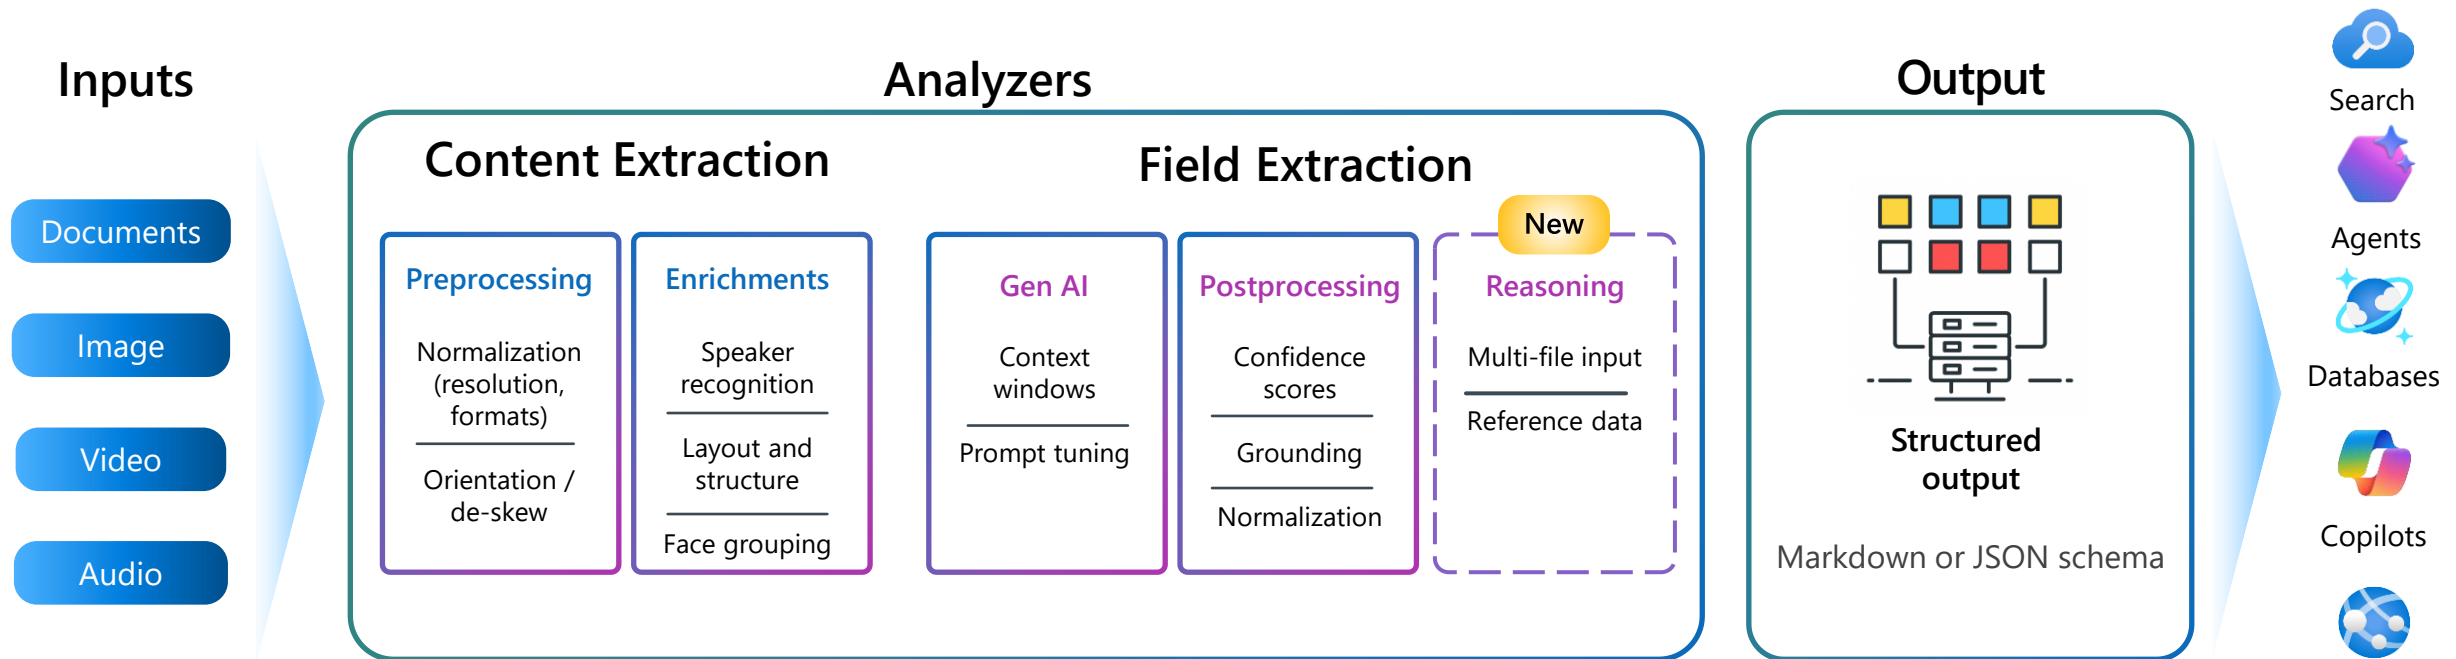 Inputs
Documents
Image
Video
Audio
Analyzers
Content Extraction
Preprocessing
Normalization
(resolution,
formats)
Orientation /
de-skew
Enrichments
Speaker
recognition
Layout and
structure
Face grouping
Field Extraction
Gen AI
Context
windows
Prompt tuning
Postprocessing
Confidence
scores
Grounding
Normalization
New
Reasoning
Multi-file input
Reference data
Output
Structured
output
Markdown or JSON schema
Search
Agents
Databases
Copilots